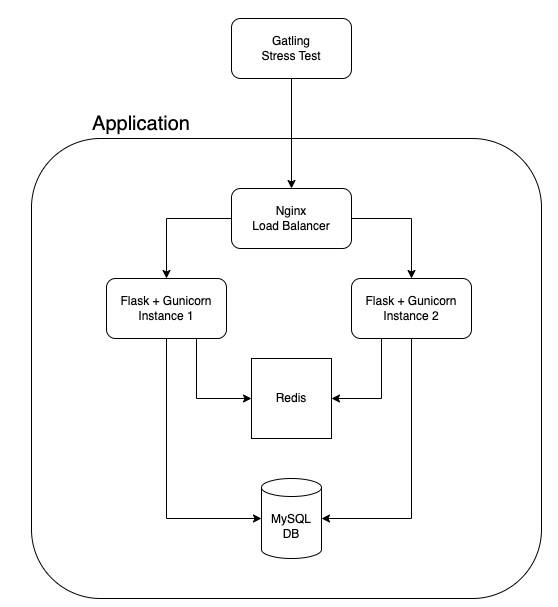 Gatling
Stress Test
Application
Nginx
Load Balancer
Flask + Gunicorn
Instance 1
Flask + Gunicorn
Instance 2
Redis
MySQL
DB